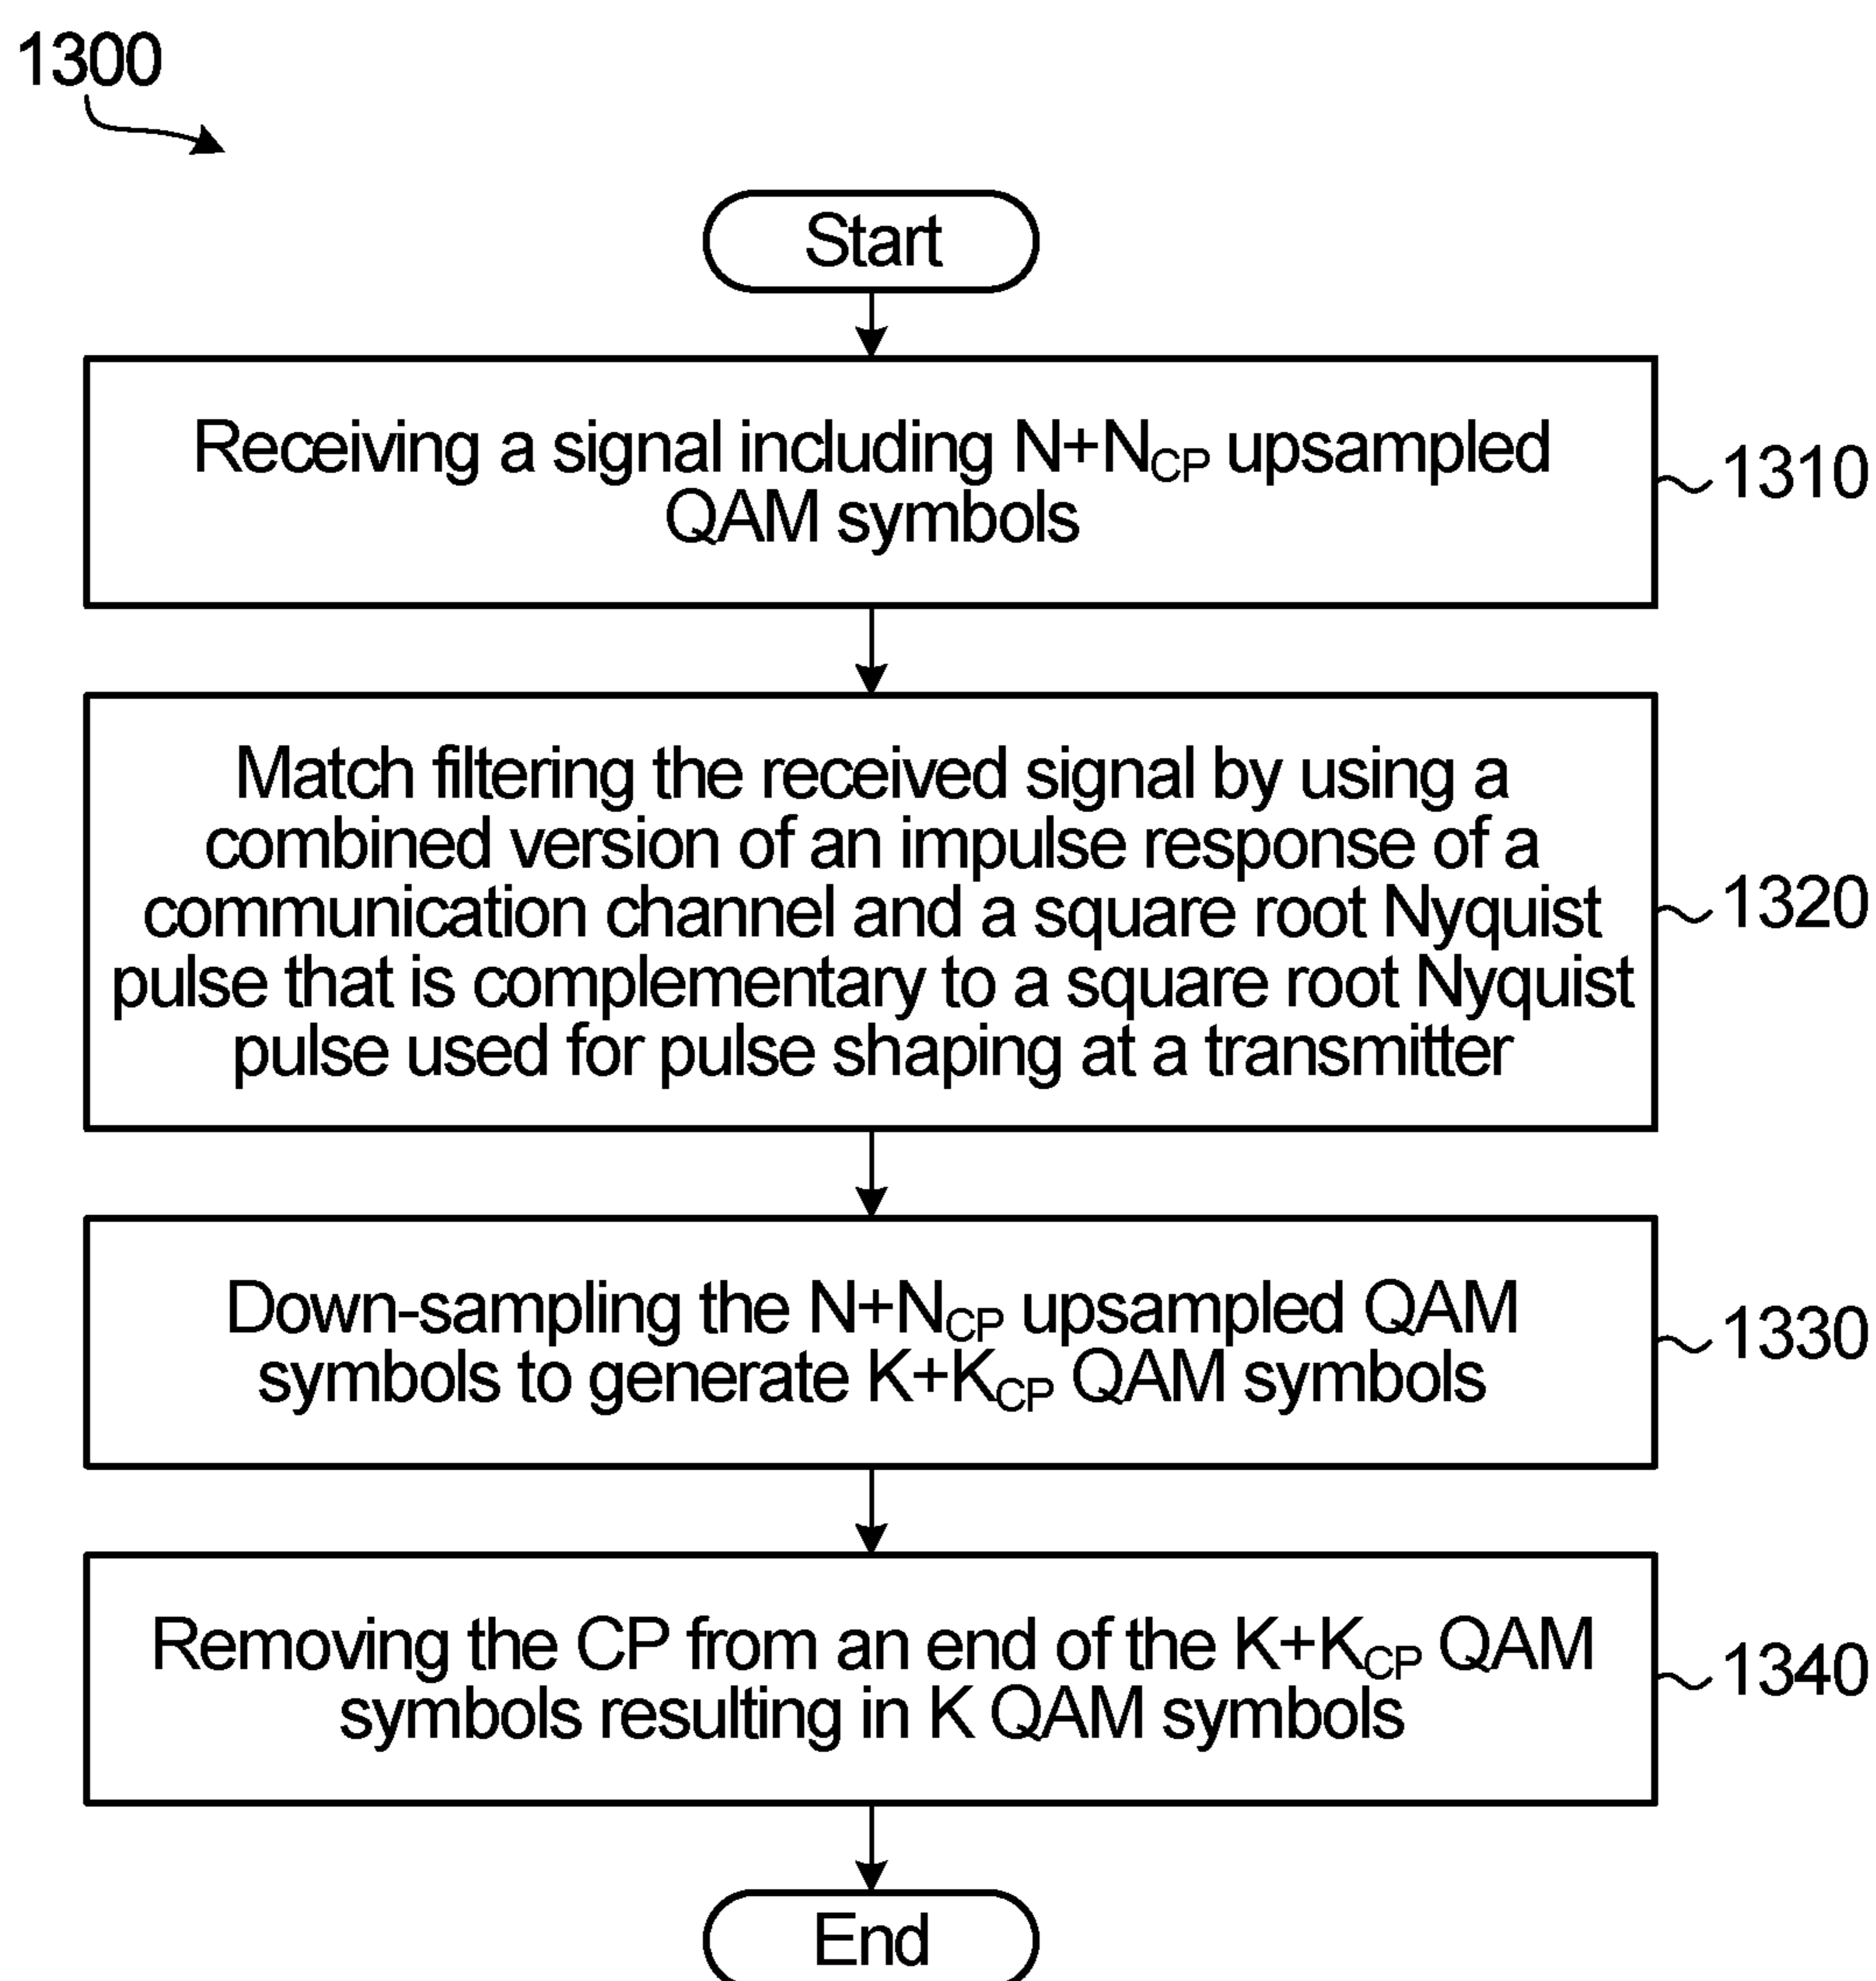 1300
Start
Receiving a signal including N+NCP upsampled
QAM symbols
1310
Match filtering the received signal by using a
combined version of an impulse response of a
communication channel and a square root Nyquist
pulse that is complementary to a square root Nyquist
pulse used for pulse shaping at a transmitter
1320
Down-sampling the N+NCP upsampled QAM
symbols to generate K+KCP QAM symbols
1330
Removing the CP from an end of the K+KCP QAM
symbols resulting in K QAM symbols
1340
End